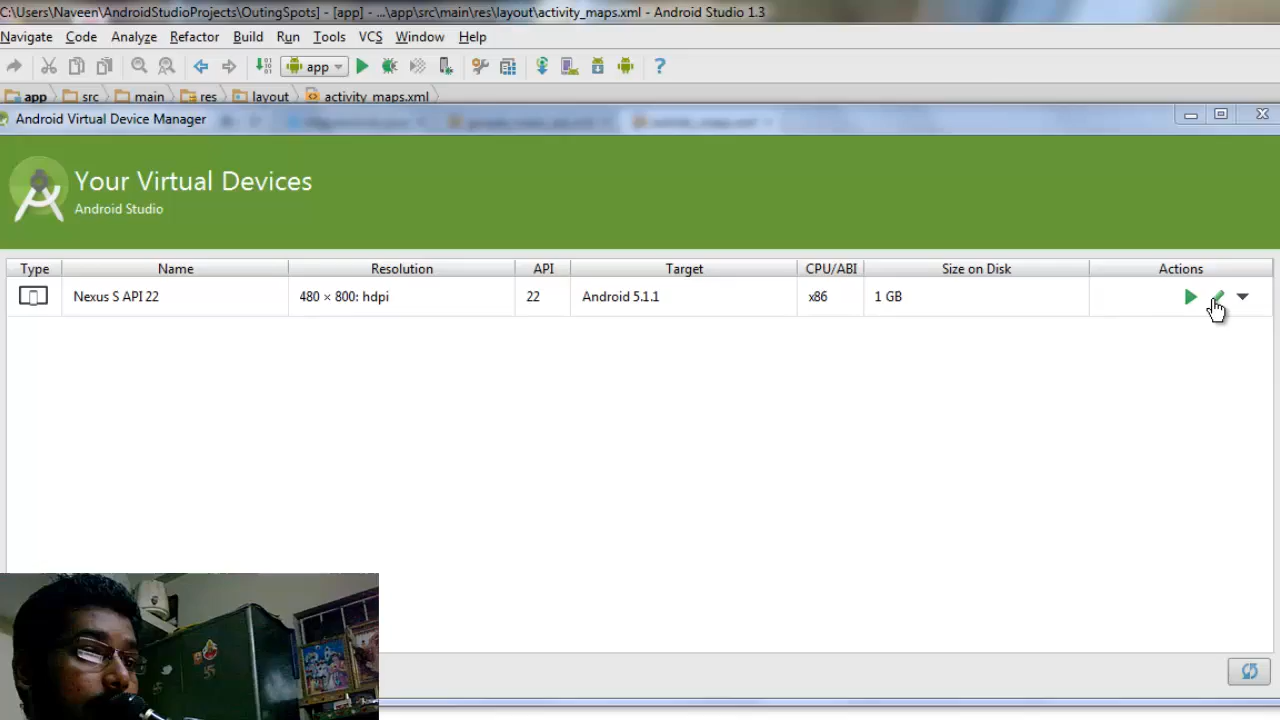 C:\Users\Naveen\AndroidStudioProjects\OutingSpots] - [app] - ...\app\src\main\res\layout\activity_maps.xml - Android Studio 1.3
Navigate Code Analyze Refactor Build Run Tools VCS Window Help
app
app src main res layout activity_maps.xml
Android Virtual Device Manager
Your Virtual Devices
Android Studio
Type Name Resolution API Target CPU/ABI Size on Disk Actions
Nexus S API 22 480 × 800: hdpi 22 Android 5.1.1 x86 1 GB